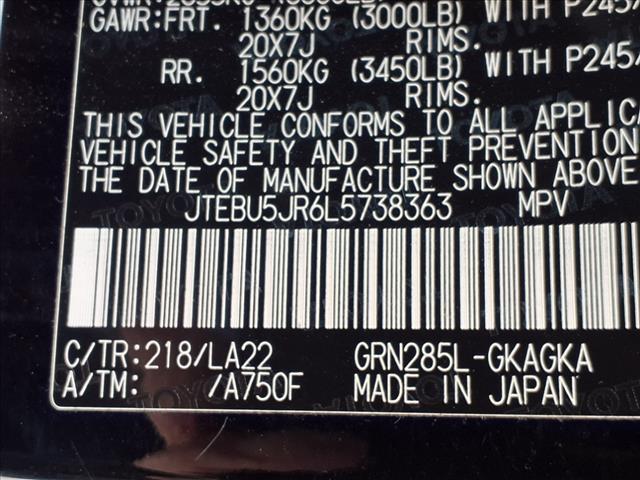 GAWR:FRT. 1360KG (3000LB) WITH P245/
20X7J RIMS.
RR. 1560KG (3450LB) WITH P245/
20X7J RIMS.
THIS VEHICLE CONFORMS TO ALL APPLICA
VEHICLE SAFETY AND THEFT PREVENTION
THE DATE OF MANUFACTURE SHOWN ABOVE
JTEBU5JR6L5738363 MPV
C/TR:218/LA22 GRN285L-GKAGKA
A/TM: /A750F MADE IN JAPAN